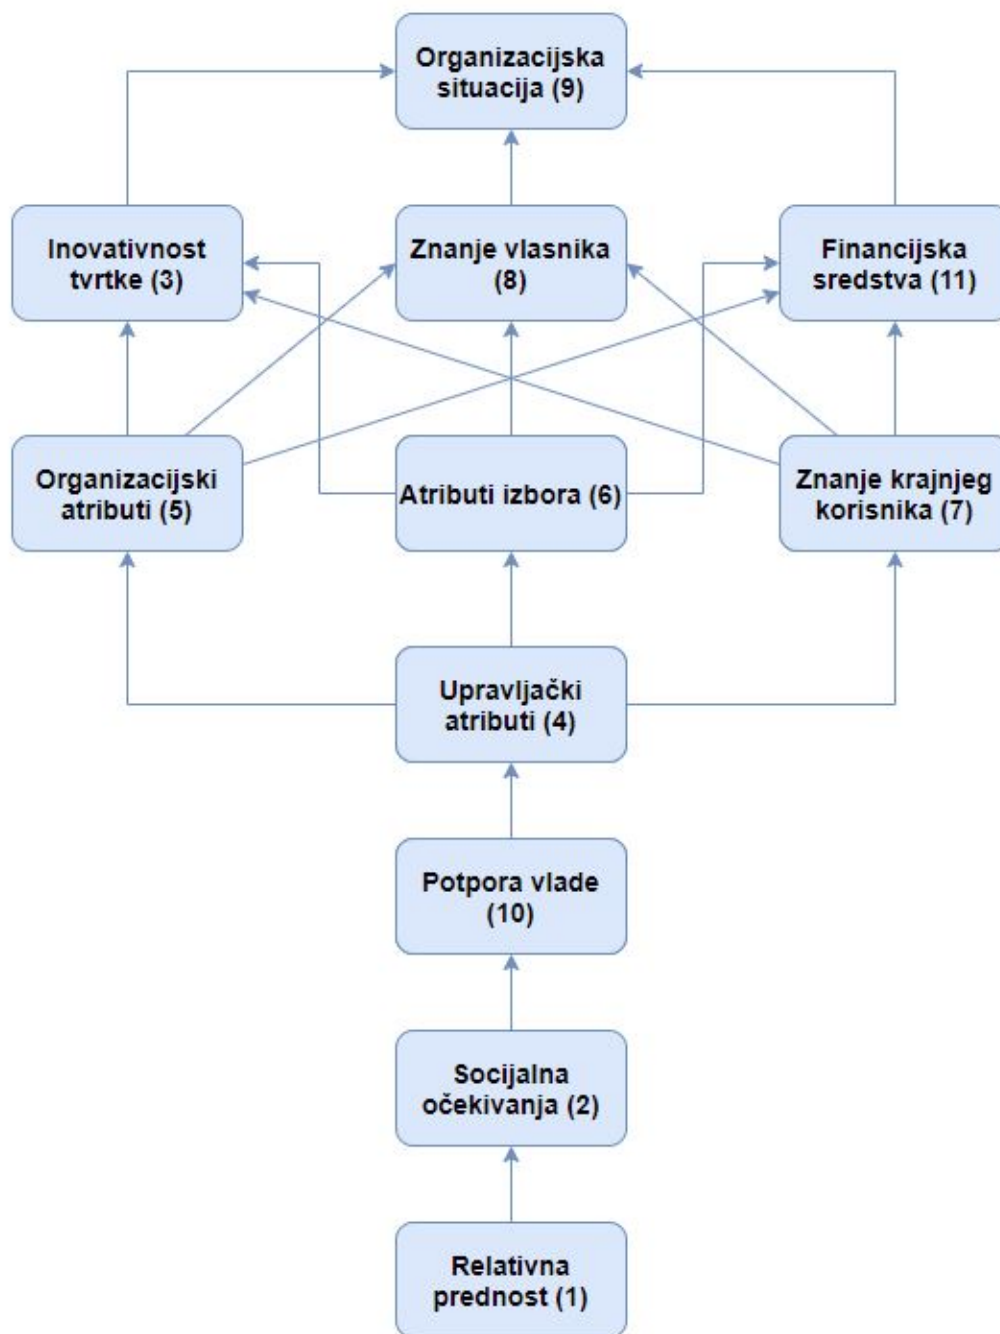 Organizacijska
situacija (9)
Inovativnost
tvrtke (3)
Znanje vlasnika
(8)
Financijska
sredstva (11)
Organizacijski
atributi (5)
Atributi izbora (6)
Znanje krajnjeg
korisnika (7)
Upravljački
atributi (4)
Potpora vlade
(10)
Socijalna
očekivanja (2)
Relativna
prednost (1)